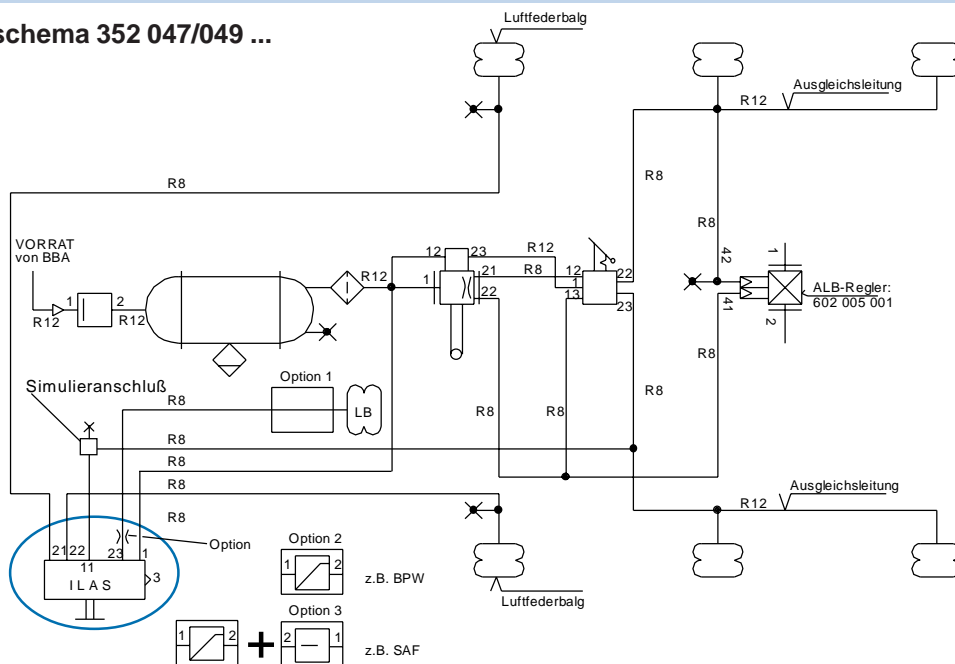 schema 352 047/049 ...
Luftfederbalg
Ausgleichsleitung
R12
R8
R8
R8
VORRAT
von BBA
12
23
R12
1
2
R12
R12
R12
1
21
R8
22
12
1
13
22
23
42
41
1
2
ALB-Regler:
602 005 001
R8
Simulieranschluß
Option 1
R8
LB
R8
R8
R8
R8
R8
R8
R8
Ausgleichsleitung
R12
21
22
11
23
1
Option
3
ILAS
Option 2
1
2
z.B. BPW
Luftfederbalg
Option 3
1
2
+
2
1
z.B. SAF